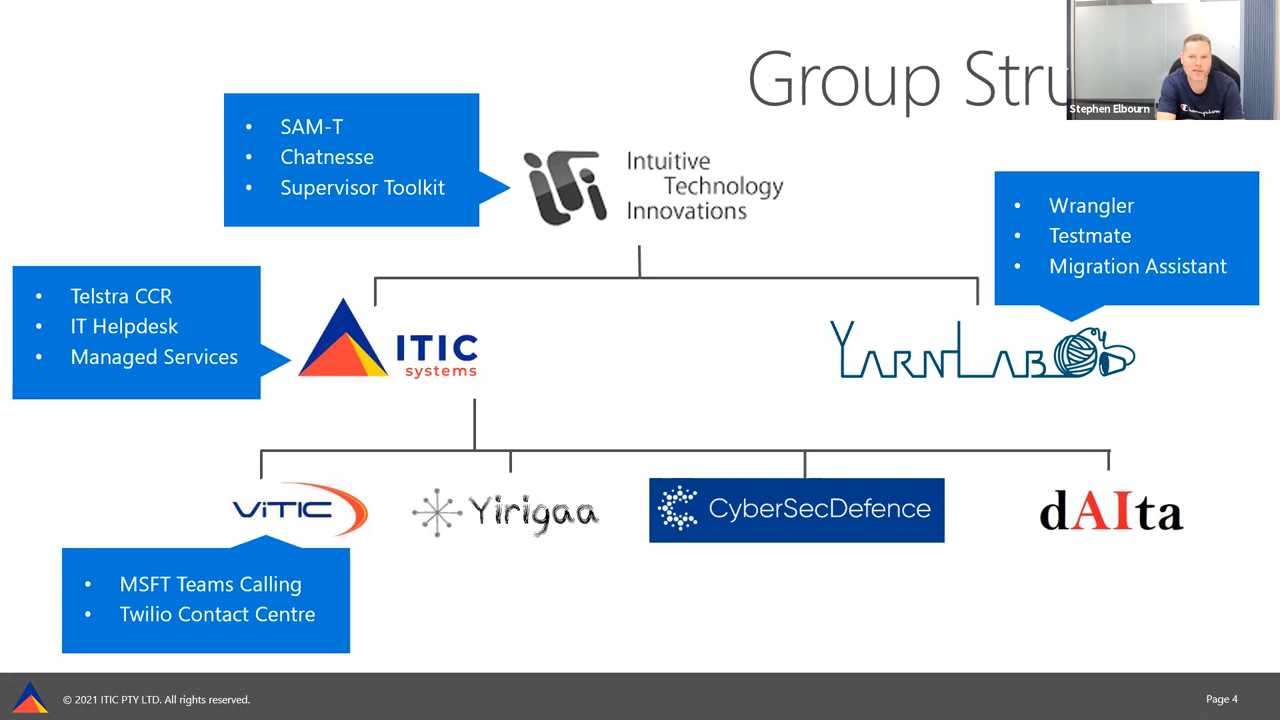 Group Stru
Stephen Elbourn
• SAM-T
• Chatnesse
• Supervisor Toolkit
iTi
Intuitive
Technology
Innovations
• Wrangler
• Testmate
• Migration Assistant
• Telstra CCR
• IT Helpdesk
• Managed Services
ITIC
systems
YARNLAB
ViTIC
Yirigaa
CyberSecDefence
dAIta
• MSFT Teams Calling
• Twilio Contact Centre
© 2021 ITIC PTY LTD. All rights reserved.
Page 4